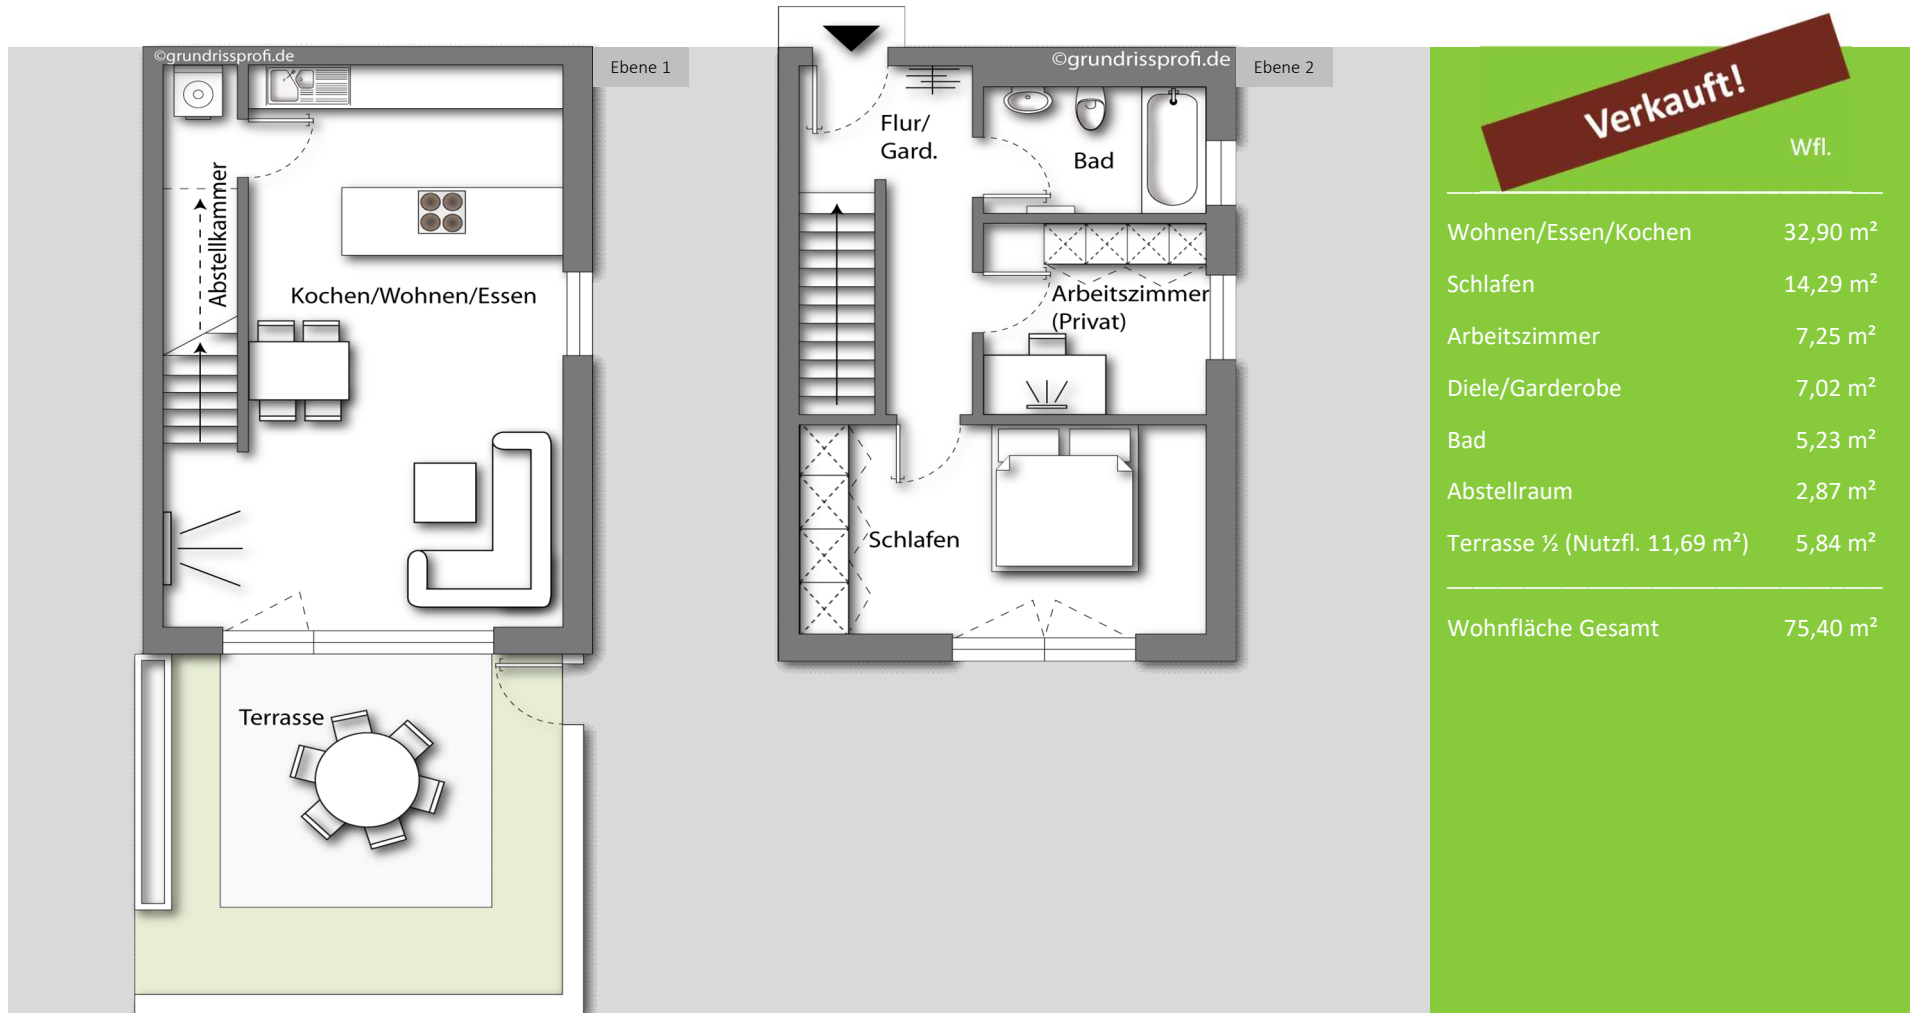 ©grundrissprofi.de
Ebene 1
Abstellkammer
Kochen/Wohnen/Essen
Terrasse
©grundrissprofi.de
Ebene 2
Flur/
Gard.
Bad
Arbeitszimmer
(Privat)
Schlafen
Verkauft!
Wfl.
Wohnen/Essen/Kochen 32,90 m²
Schlafen 14,29 m²
Arbeitszimmer 7,25 m²
Diele/Garderobe 7,02 m²
Bad 5,23 m²
Abstellraum 2,87 m²
Terrasse ½ (Nutzfl. 11,69 m²) 5,84 m²
Wohnfläche Gesamt 75,40 m²